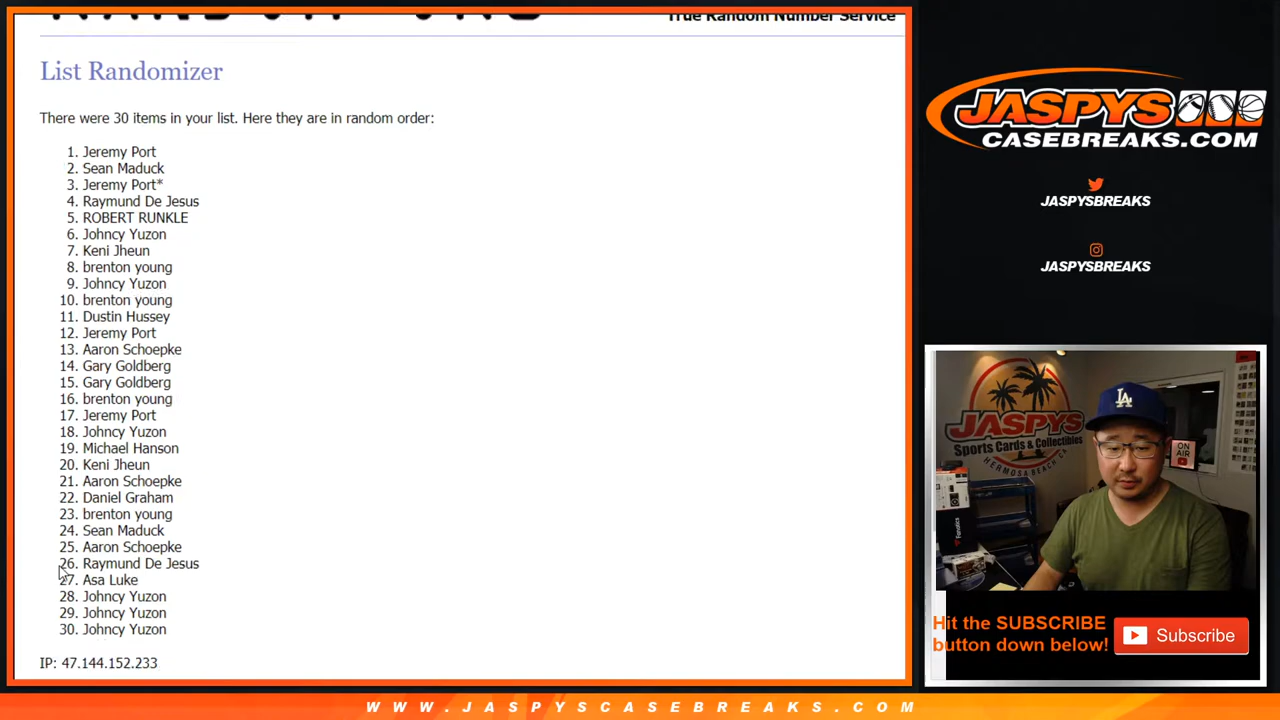 True Random Number Service
List Randomizer
There were 30 items in your list. Here they are in random order:
1. Jeremy Port
2. Sean Maduck
3. Jeremy Port*
4. Raymund De Jesus
5. ROBERT RUNKLE
6. Johncy Yuzon
7. Keni Jheun
8. brenton young
9. Johncy Yuzon
10. brenton young
11. Dustin Hussey
12. Jeremy Port
13. Aaron Schoepke
14. Gary Goldberg
15. Gary Goldberg
16. brenton young
17. Jeremy Port
18. Johncy Yuzon
19. Michael Hanson
20. Keni Jheun
21. Aaron Schoepke
22. Daniel Graham
23. brenton young
24. Sean Maduck
25. Aaron Schoepke
26. Raymund De Jesus
27. Asa Luke
28. Johncy Yuzon
29. Johncy Yuzon
30. Johncy Yuzon
IP: 47.144.152.233
JASPYS
CASEBREAKS.COM
JASPYSBREAKS
JASPYSBREAKS
JASPYS
Sports Cards & Collectibles
HERMOSA BEACH CA
LA
ON
AIR
Fanatics
Hit the SUBSCRIBE
button down below!
Subscribe
WWW.JASPYSCASEBREAKS.COM